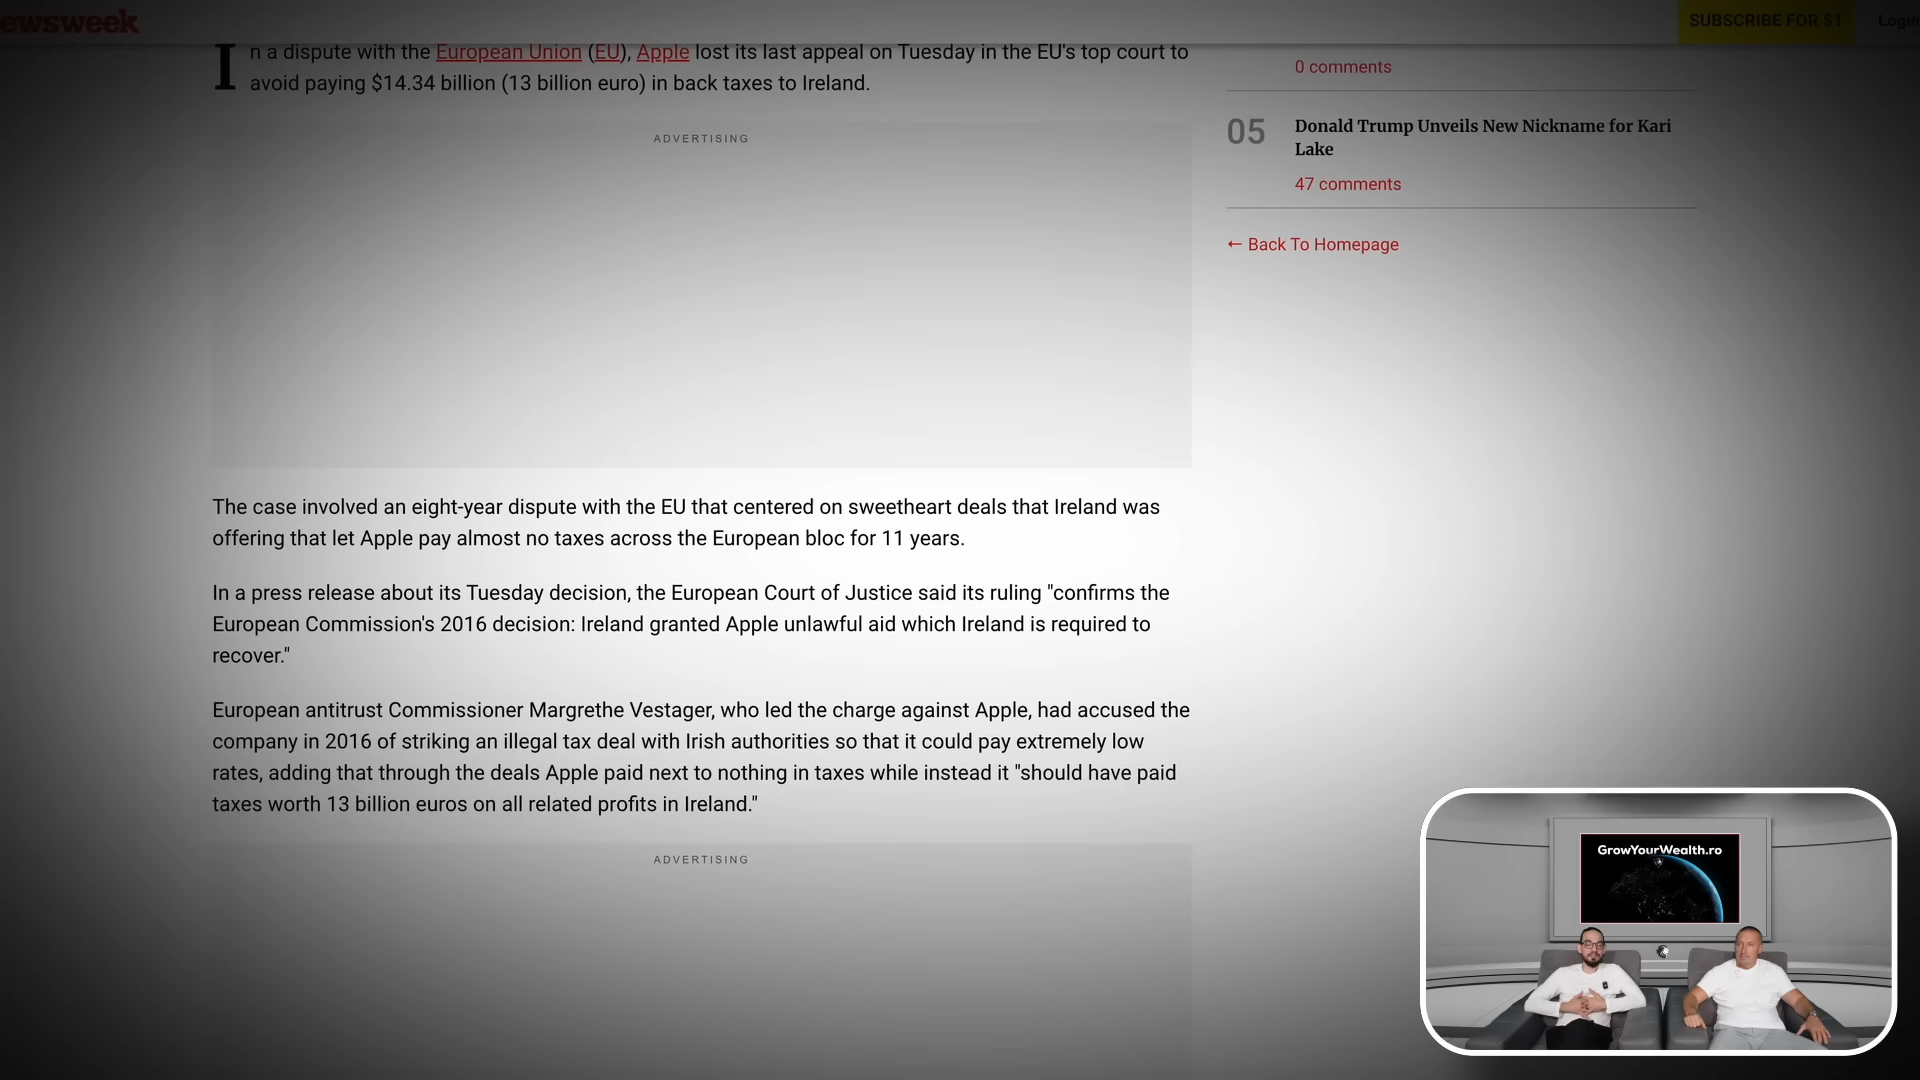 ewsweek
SUBSCRIBE FOR $1
Login
In a dispute with the European Union (EU), Apple lost its last appeal on Tuesday in the EU's top court to
avoid paying $14.34 billion (13 billion euro) in back taxes to Ireland.
ADVERTISING
The case involved an eight-year dispute with the EU that centered on sweetheart deals that Ireland was
offering that let Apple pay almost no taxes across the European bloc for 11 years.
In a press release about its Tuesday decision, the European Court of Justice said its ruling "confirms the
European Commission's 2016 decision: Ireland granted Apple unlawful aid which Ireland is required to
recover."
European antitrust Commissioner Margrethe Vestager, who led the charge against Apple, had accused the
company in 2016 of striking an illegal tax deal with Irish authorities so that it could pay extremely low
rates, adding that through the deals Apple paid next to nothing in taxes while instead it "should have paid
taxes worth 13 billion euros on all related profits in Ireland."
ADVERTISING
0 comments
05
Donald Trump Unveils New Nickname for Kari
Lake
47 comments
← Back To Homepage
GrowYourWealth.ro